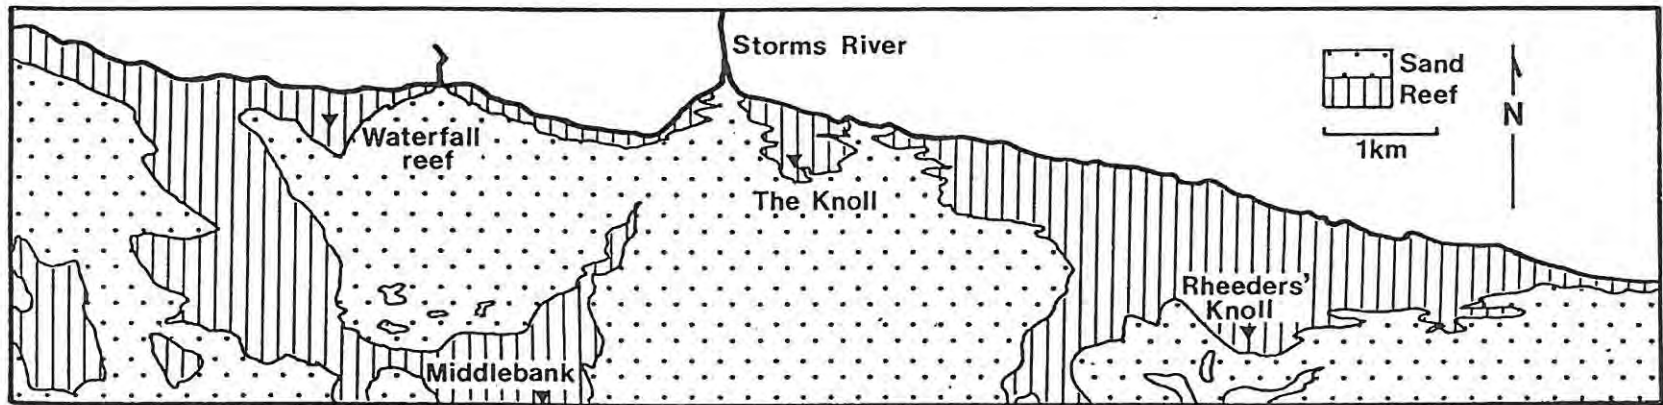 Storms River
Sand
Reef
N
1km
Waterfall
reef
The Knoll
Rheeders'
Knoll
Middlebank